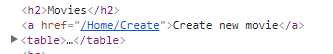 <h2>Movies</h2>
<a href="/Home/Create">Create new movie</a>
▶<table>…</table>